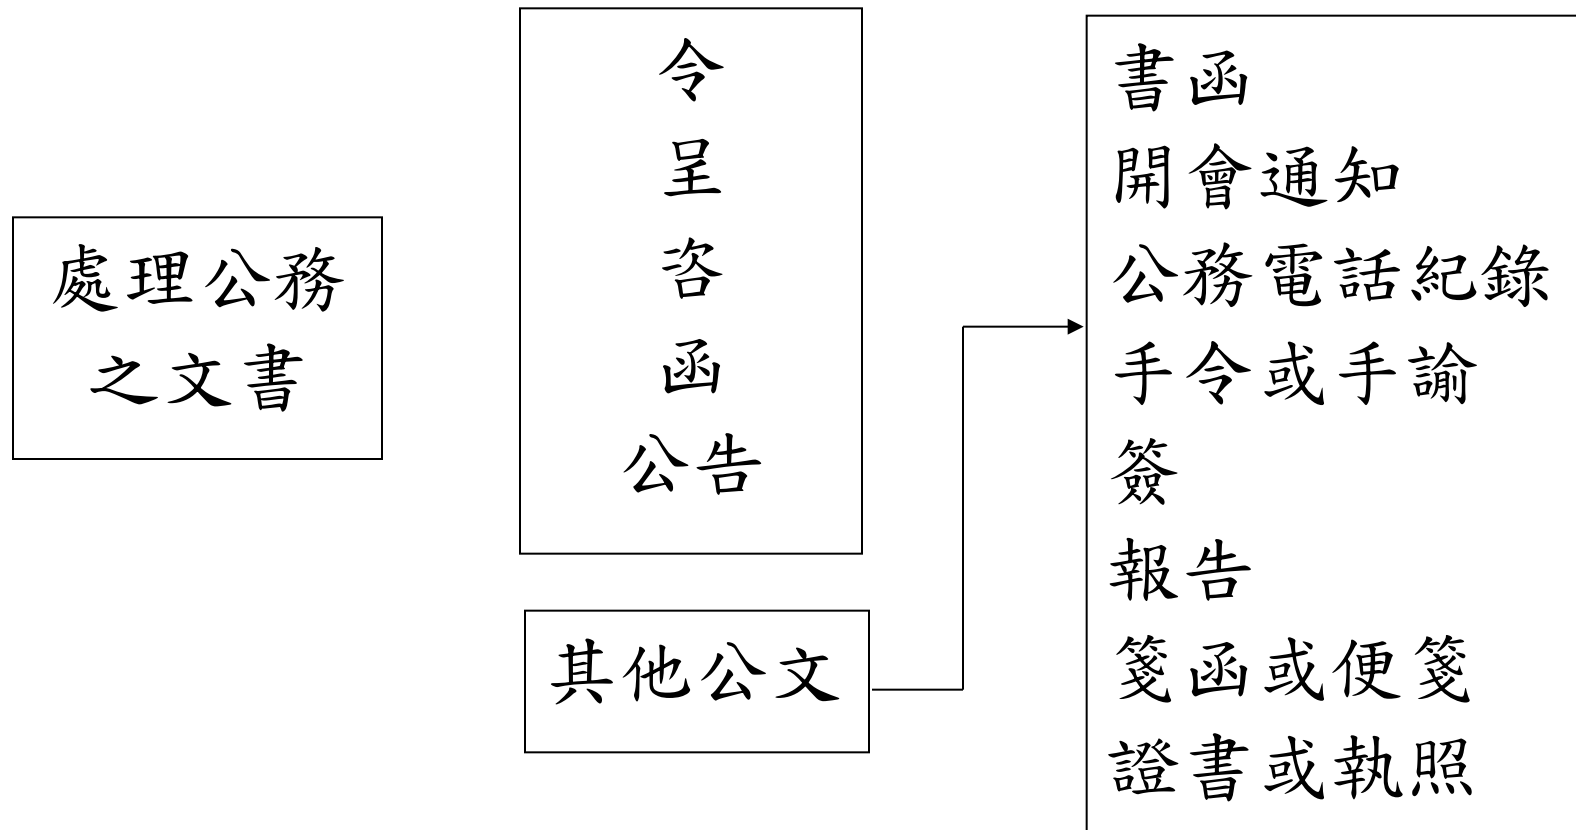 處理公務
之文書
令
呈
咨
函
公告
其他公文
書函
開會通知
公務電話紀錄
手令或手諭
簽
報告
箋函或便箋
證書或執照